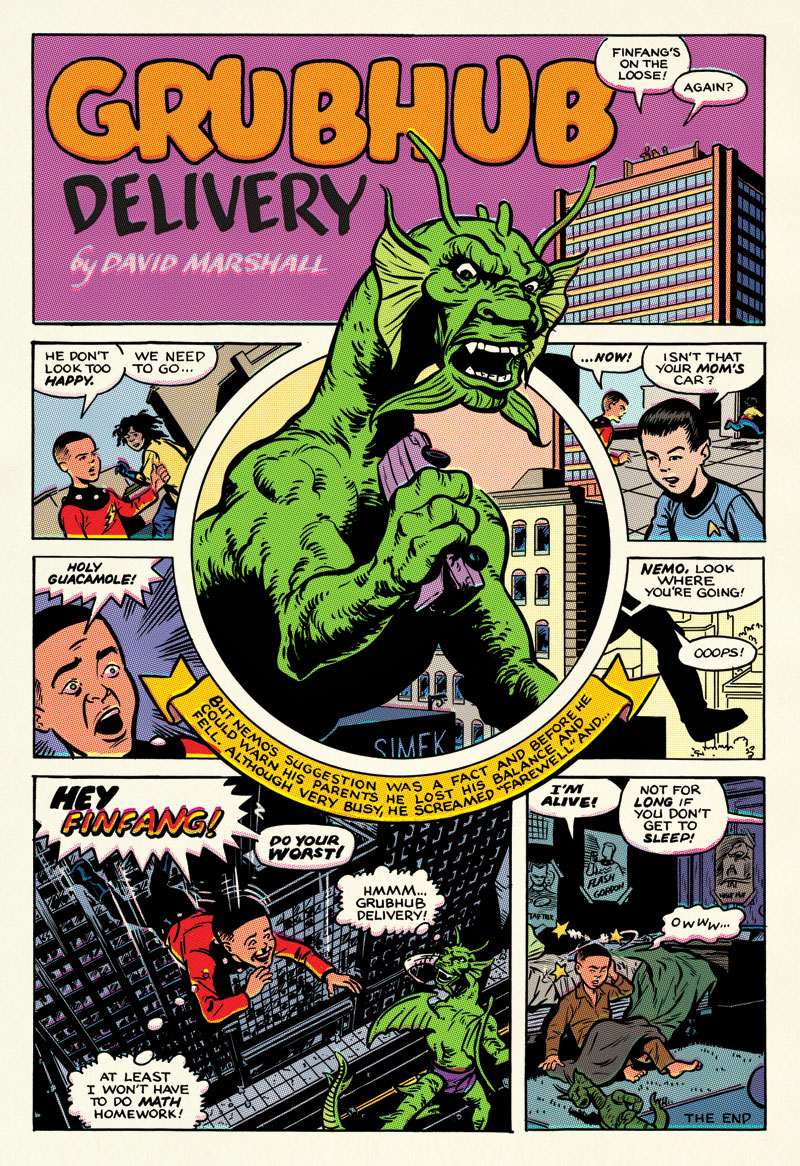 GRUBHUB
DELIVERY
by DAVID MARSHALL
FINFANG'S
ON THE
LOOSE!
AGAIN?
HE DON'T
LOOK TOO
HAPPY.
WE NEED
TO GO...
...NOW!
ISN'T THAT
YOUR MOM'S
CAR?
HOLY
GUACAMOLE!
NEMO, LOOK
WHERE
YOU'RE GOING!
OOOPS!
SIMEK
BUT NEMO'S SUGGESTION WAS A FACT AND BEFORE HE
COULD WARN HIS PARENTS HE LOST HIS BALANCE AND
FELL. ALTHOUGH VERY BUSY, HE SCREAMED "FAREWELL," AND...
HEY
FINFANG!
DO YOUR
WORST!
HMMM...
GRUBHUB
DELIVERY!
AT LEAST
I WON'T HAVE
TO DO MATH
HOMEWORK!
I'M
ALIVE!
NOT FOR
LONG IF
YOU DON'T
GET TO
SLEEP!
FLASH
GORDON
OWWW...
THE END